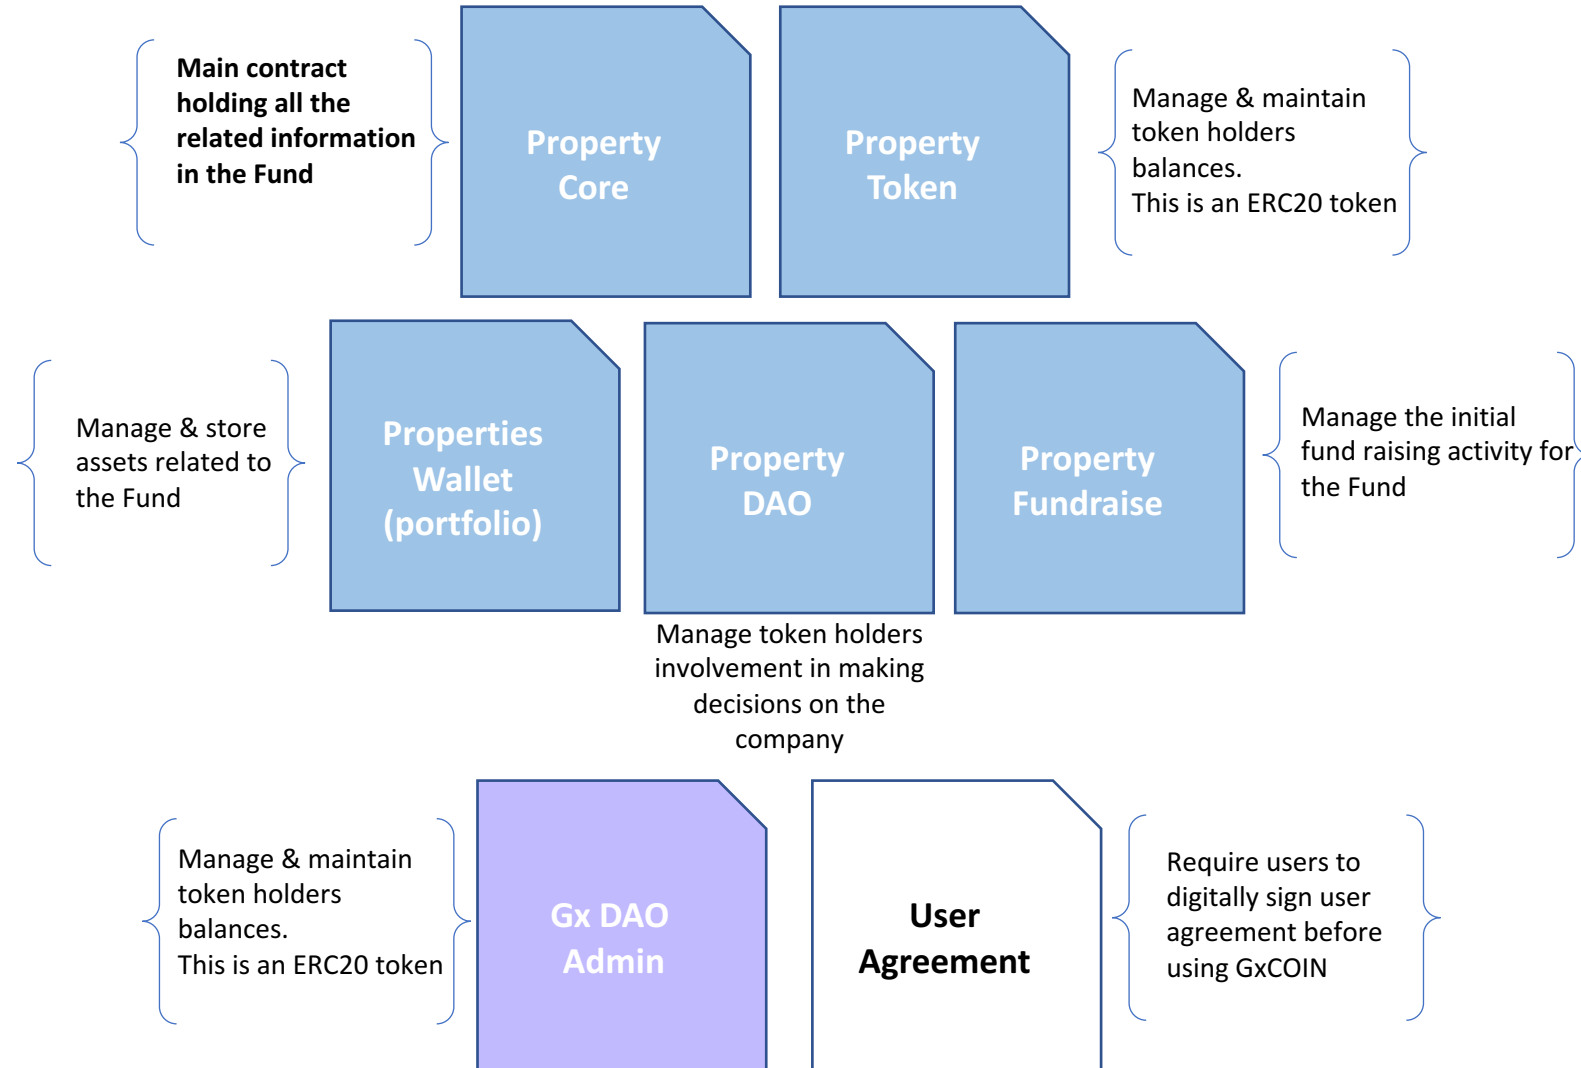 Main contract
holding all the
related information
in the Fund
Property
Core
Property
Token
Manage & maintain
token holders
balances.
This is an ERC20 token
Manage & store
assets related to
the Fund
Properties
Wallet
(portfolio)
Property
DAO
Property
Fundraise
Manage the initial
fund raising activity for
the Fund
Manage token holders
involvement in making
decisions on the
company
Manage & maintain
token holders
balances.
This is an ERC20 token
Gx DAO
Admin
User
Agreement
Require users to
digitally sign user
agreement before
using GxCOIN